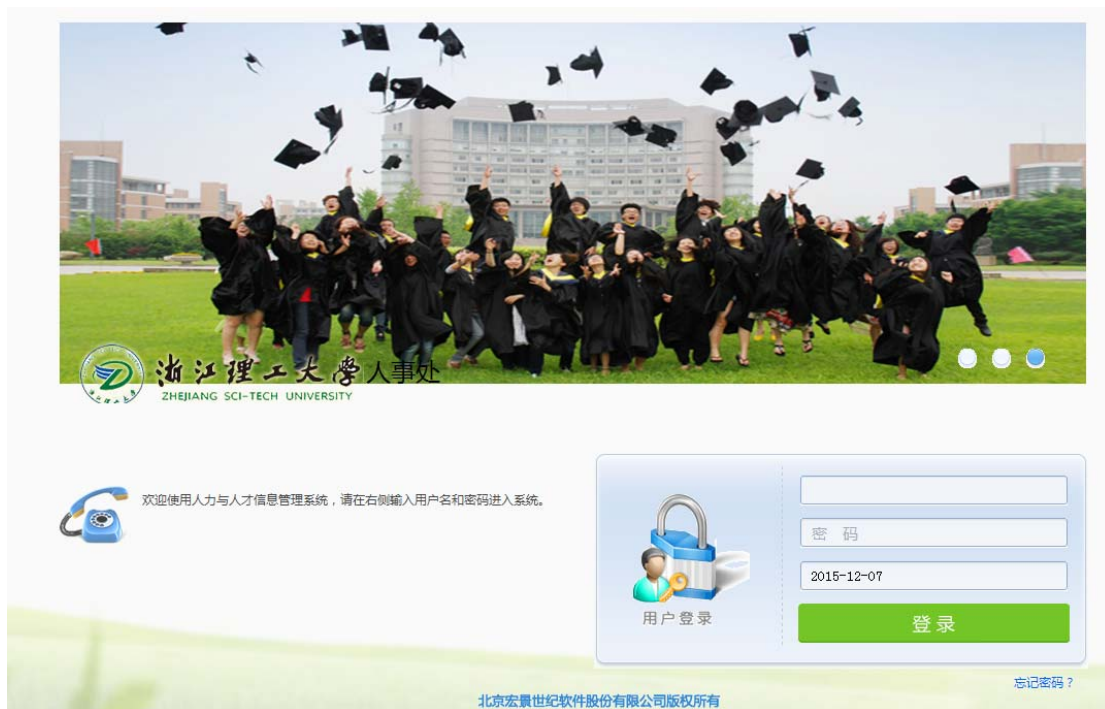 浙江理工大学人事处
ZHEJIANG SCI-TECH UNIVERSITY
欢迎使用人力与人才信息管理系统，请在右侧输入用户名和密码进入系统。
密 码
2015-12-07
用户登录
登录
忘记密码？
北京宏景世纪软件股份有限公司版权所有